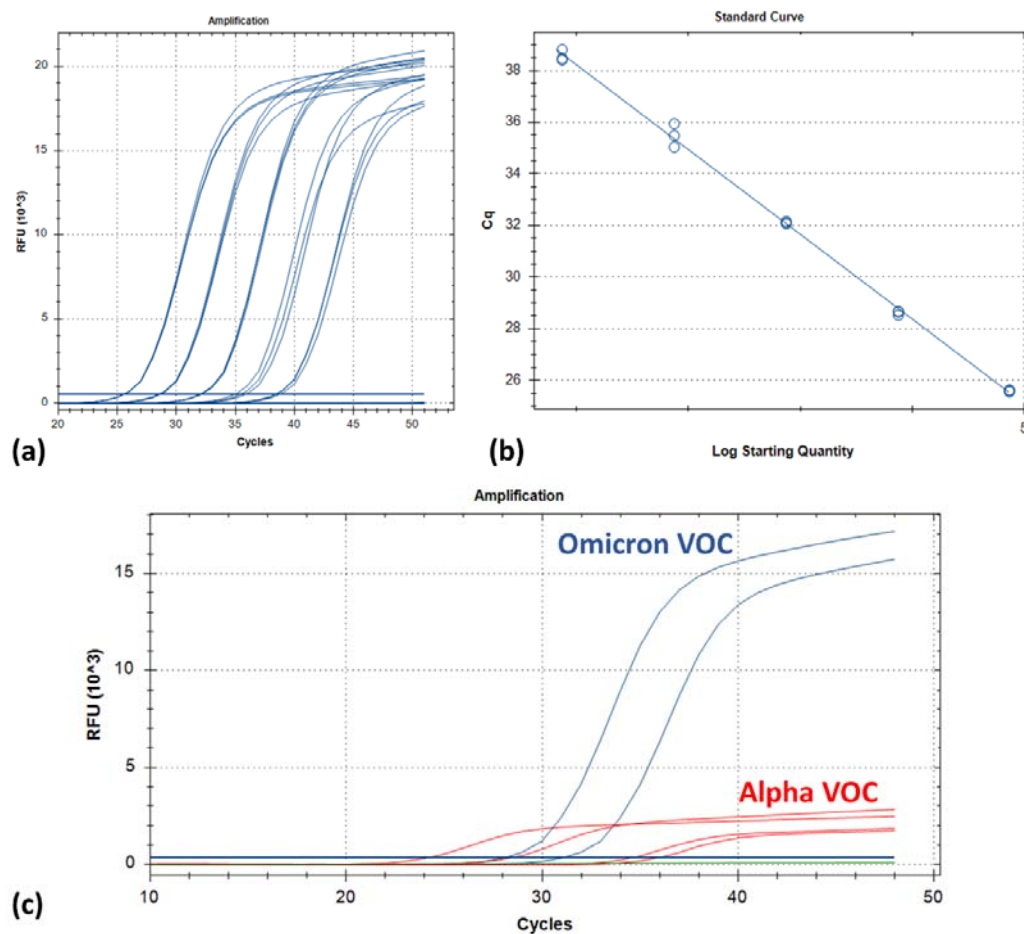 Amplification
RFU (10^3)
20
15
10
5
0
20 25 30 35 40 45 50
Cycles
(a)
Standard Curve
Cq
38
36
34
32
30
28
26
5
Log Starting Quantity
(b)
Amplification
RFU (10^3)
15
10
5
0
Omicron VOC
Alpha VOC
10 20 30 40 50
Cycles
(c)